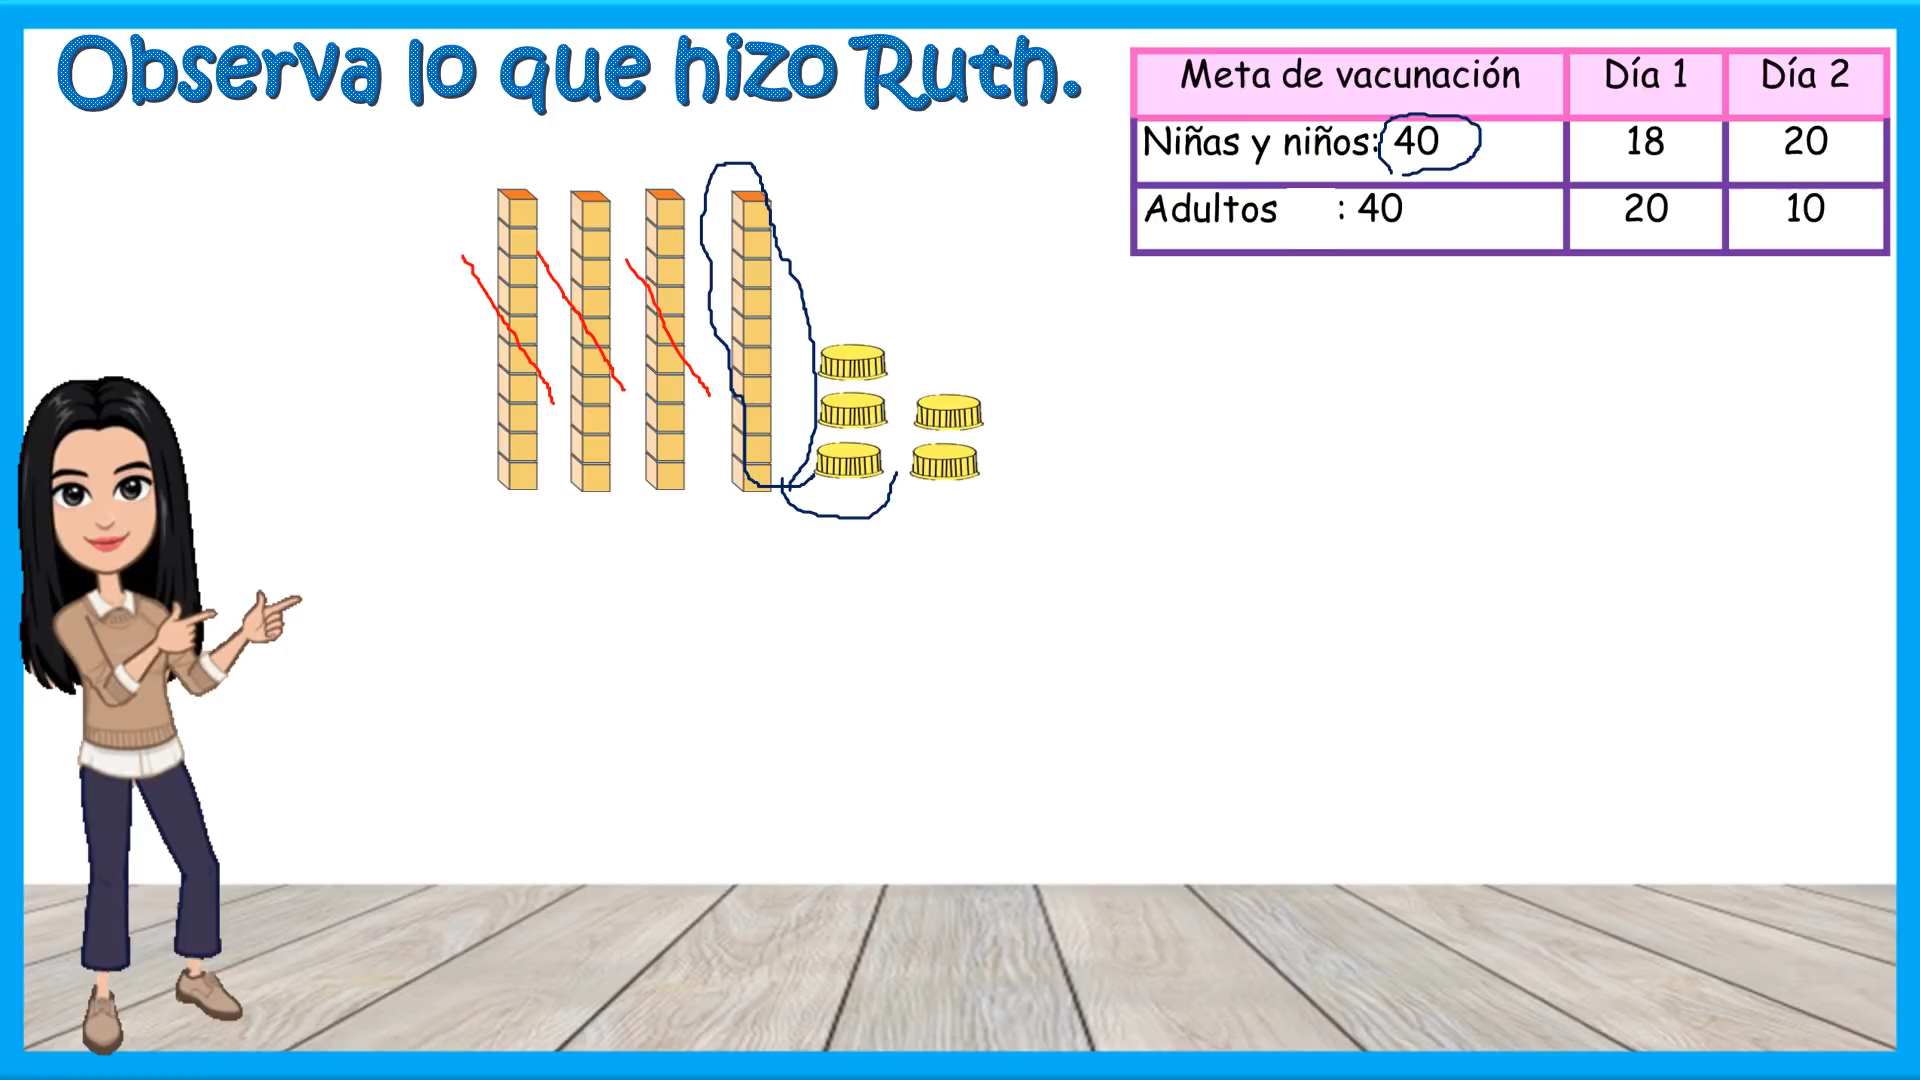 Observa lo que hizo Ruth.
Meta de vacunación Día 1 Día 2
Niñas y niños: 40 18 20
Adultos : 40 20 10